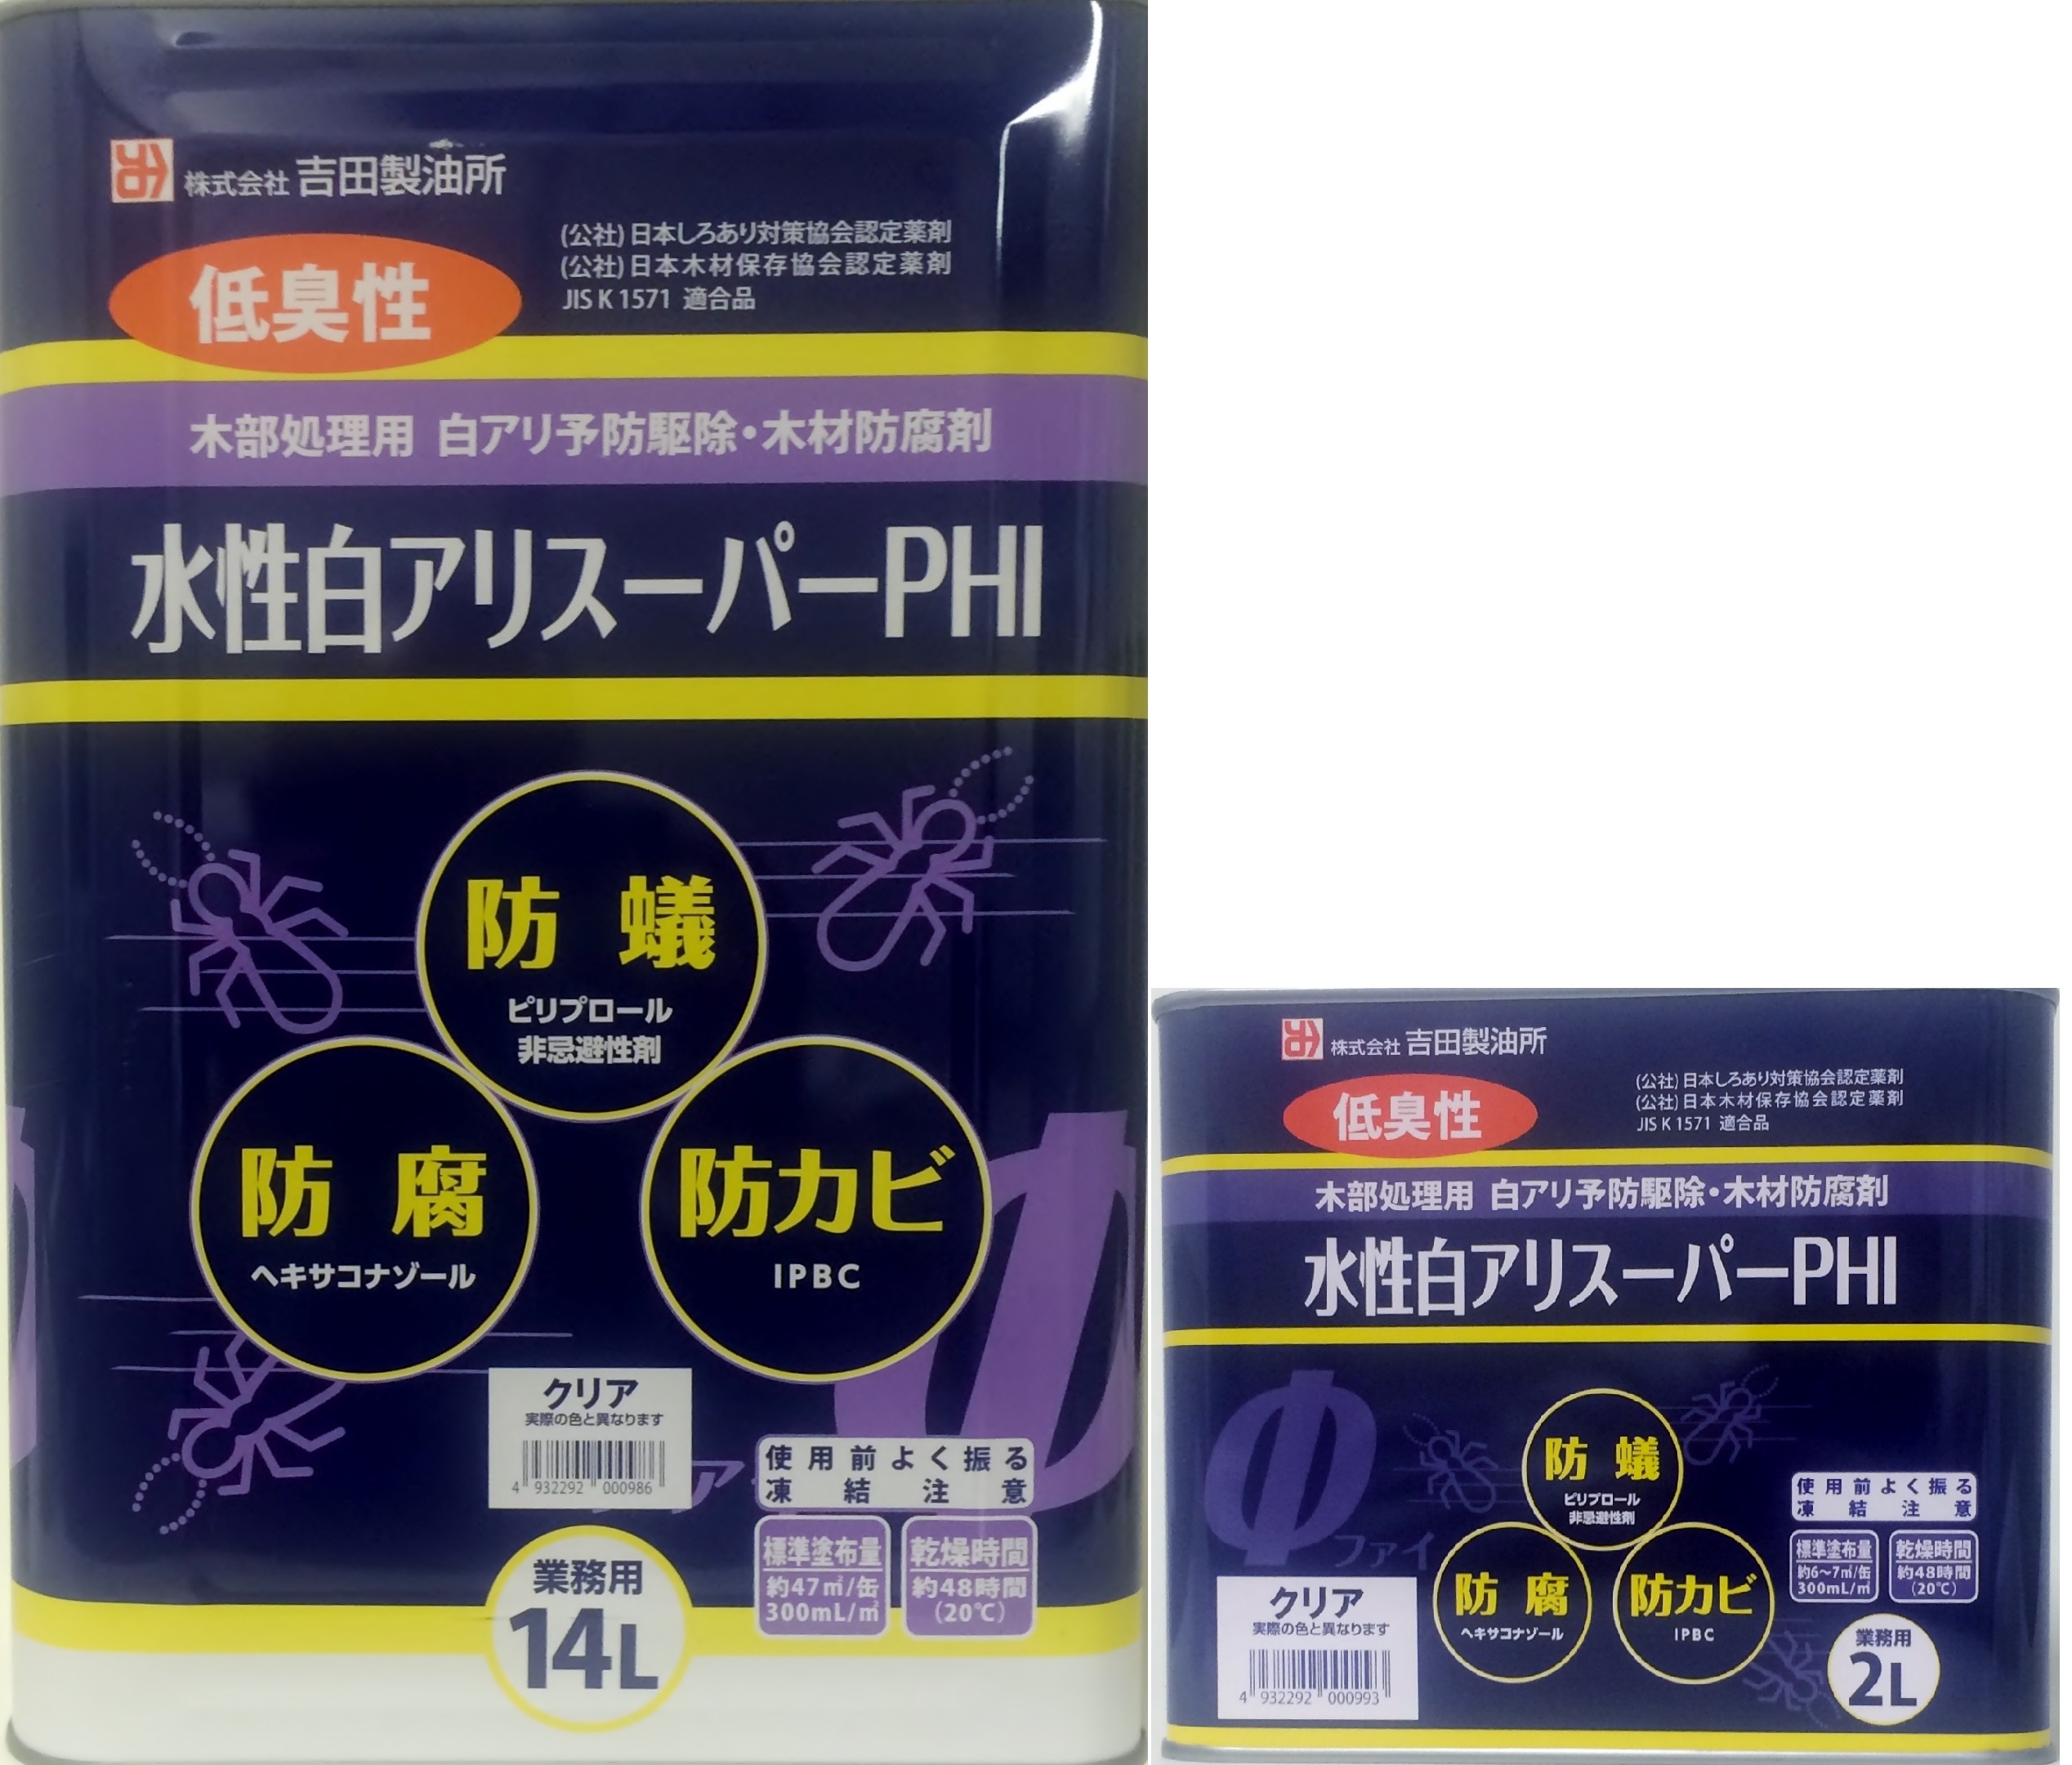 株式会社 吉田製油所
低臭性
(公社)日本しろあり対策協会認定薬剤
(公社)日本木材保存協会認定薬剤
JIS K 1571 適合品
木部処理用 白アリ予防駆除・木材防腐剤
水性白アリスーパーPHI
防 蟻
ピリプロール
非忌避性剤
防 腐
ヘキサコナゾール
防カビ
IPBC
クリア
実際の色と異なります
4 932292 000986
使用前よく振る
凍結注意
標準塗布量
約47㎡/缶
300mL/㎡
乾燥時間
約48時間
(20℃)
業務用
14L
株式会社 吉田製油所
低臭性
(公社)日本しろあり対策協会認定薬剤
(公社)日本木材保存協会認定薬剤
JIS K 1571 適合品
木部処理用 白アリ予防駆除・木材防腐剤
水性白アリスーパーPHI
Φ
ファイ
防 蟻
ピリプロール
非忌避性剤
防 腐
ヘキサコナゾール
防カビ
IPBC
使用前よく振る
凍結注意
標準塗布量
約6～7㎡/缶
300mL/㎡
乾燥時間
約48時間
(20℃)
クリア
実際の色と異なります
4 932292 000993
業務用
2L